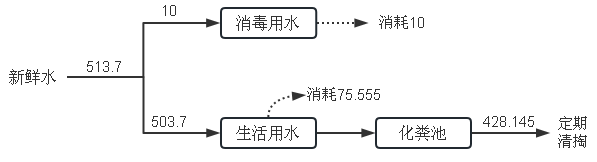 10
消毒用水
消耗10
新鲜水
513.7
消耗75.555
503.7
生活用水
化粪池
428.145
定期
清掏